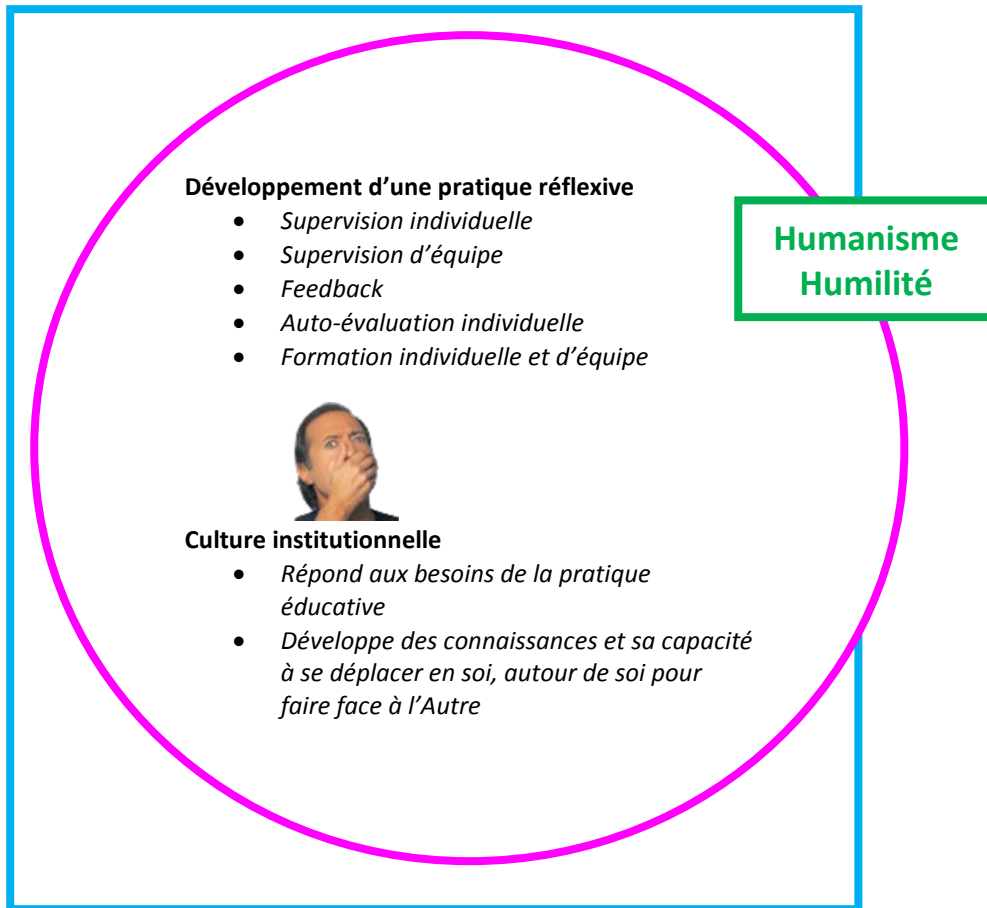 Développement d’une pratique réflexive
• Supervision individuelle
• Supervision d’équipe
• Feedback
• Auto-évaluation individuelle
• Formation individuelle et d’équipe
Humanisme
Humilité
Culture institutionnelle
• Répond aux besoins de la pratique
éducative
• Développe des connaissances et sa capacité
à se déplacer en soi, autour de soi pour
faire face à l’Autre